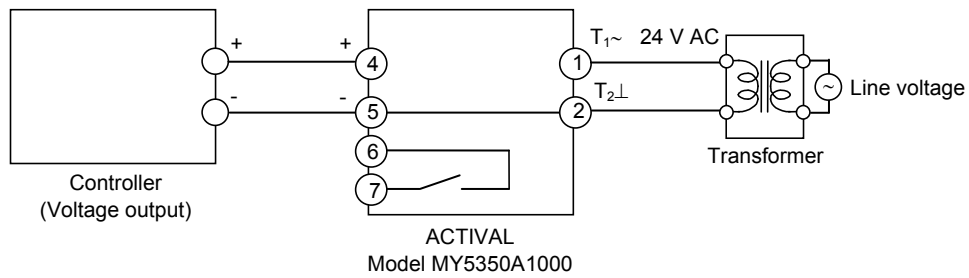 T₁~ 24 V AC
+ +
4 1
T₂⊥
- -
5 2
6
7
~ Line voltage
Transformer
Controller
(Voltage output)
ACTIVAL
Model MY5350A1000